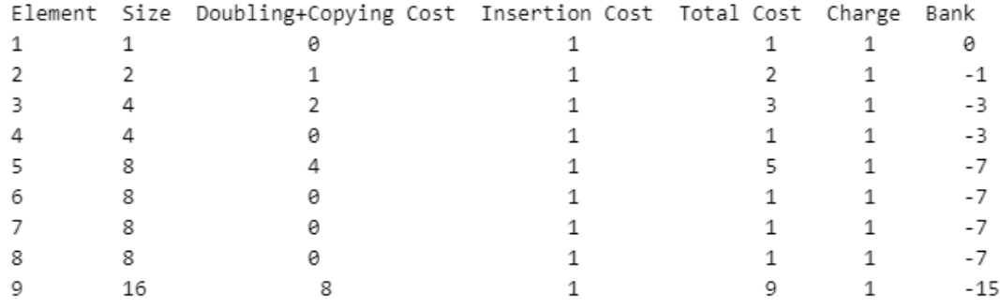 Element Size Doubling+Copying Cost Insertion Cost Total Cost Charge Bank
1 1 0 1 1 1 0
2 2 1 1 2 1 -1
3 4 2 1 3 1 -3
4 4 0 1 1 1 -3
5 8 4 1 5 1 -7
6 8 0 1 1 1 -7
7 8 0 1 1 1 -7
8 8 0 1 1 1 -7
9 16 8 1 9 1 -15